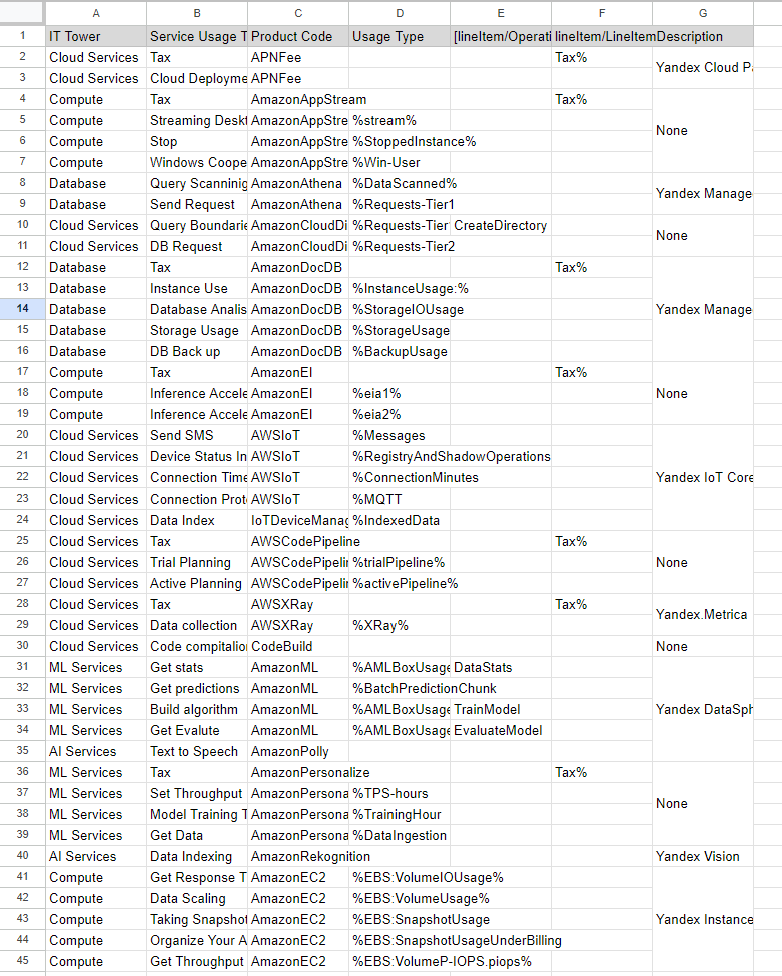 A B C D E F G
1 IT Tower Service Usage T Product Code Usage Type [lineItem/Operati lineItem/LineItemDescription
2 Cloud Services Tax APNFee Tax% Yandex Cloud Pa
3 Cloud Services Cloud Deployme APNFee
4 Compute Tax AmazonAppStream Tax% None
5 Compute Streaming Deskt AmazonAppStre %stream%
6 Compute Stop AmazonAppStre %StoppedInstance%
7 Compute Windows Coope AmazonAppStre %Win-User
8 Database Query Scanninig AmazonAthena %DataScanned% Yandex Manage
9 Database Send Request AmazonAthena %Requests-Tier1
10 Cloud Services Query Boundarie AmazonCloudDi %Requests-Tier CreateDirectory None
11 Cloud Services DB Request AmazonCloudDi %Requests-Tier2
12 Database Tax AmazonDocDB Tax% Yandex Manage
13 Database Instance Use AmazonDocDB %InstanceUsage:%
14 Database Database Analis AmazonDocDB %StorageIOUsage
15 Database Storage Usage AmazonDocDB %StorageUsage
16 Database DB Back up AmazonDocDB %BackupUsage
17 Compute Tax AmazonEI Tax% None
18 Compute Inference Accele AmazonEI %eia1%
19 Compute Inference Accele AmazonEI %eia2%
20 Cloud Services Send SMS AWSIoT %Messages Yandex IoT Core
21 Cloud Services Device Status In AWSIoT %RegistryAndShadowOperations
22 Cloud Services Connection Time AWSIoT %ConnectionMinutes
23 Cloud Services Connection Prot AWSIoT %MQTT
24 Cloud Services Data Index IoTDeviceManag %IndexedData
25 Cloud Services Tax AWSCodePipeline Tax% None
26 Cloud Services Trial Planning AWSCodePipelin %trialPipeline%
27 Cloud Services Active Planning AWSCodePipelin %activePipeline%
28 Cloud Services Tax AWSXRay Tax% Yandex.Metrica
29 Cloud Services Data collection AWSXRay %XRay%
30 Cloud Services Code compitalion CodeBuild None
31 ML Services Get stats AmazonML %AMLBoxUsage DataStats Yandex DataSph
32 ML Services Get predictions AmazonML %BatchPredictionChunk
33 ML Services Build algorithm AmazonML %AMLBoxUsage TrainModel
34 ML Services Get Evalute AmazonML %AMLBoxUsage EvaluateModel
35 AI Services Text to Speech AmazonPolly
36 ML Services Tax AmazonPersonalize Tax% None
37 ML Services Set Throughput AmazonPersona %TPS-hours
38 ML Services Model Training T AmazonPersona %TrainingHour
39 ML Services Get Data AmazonPersona %DataIngestion
40 AI Services Data Indexing AmazonRekognition Yandex Vision
41 Compute Get Response T AmazonEC2 %EBS:VolumeIOUsage% Yandex Instance
42 Compute Data Scaling AmazonEC2 %EBS:VolumeUsage%
43 Compute Taking Snapshot AmazonEC2 %EBS:SnapshotUsage
44 Compute Organize Your A AmazonEC2 %EBS:SnapshotUsageUnderBilling
45 Compute Get Throughput AmazonEC2 %EBS:VolumeP-IOPS.piops%